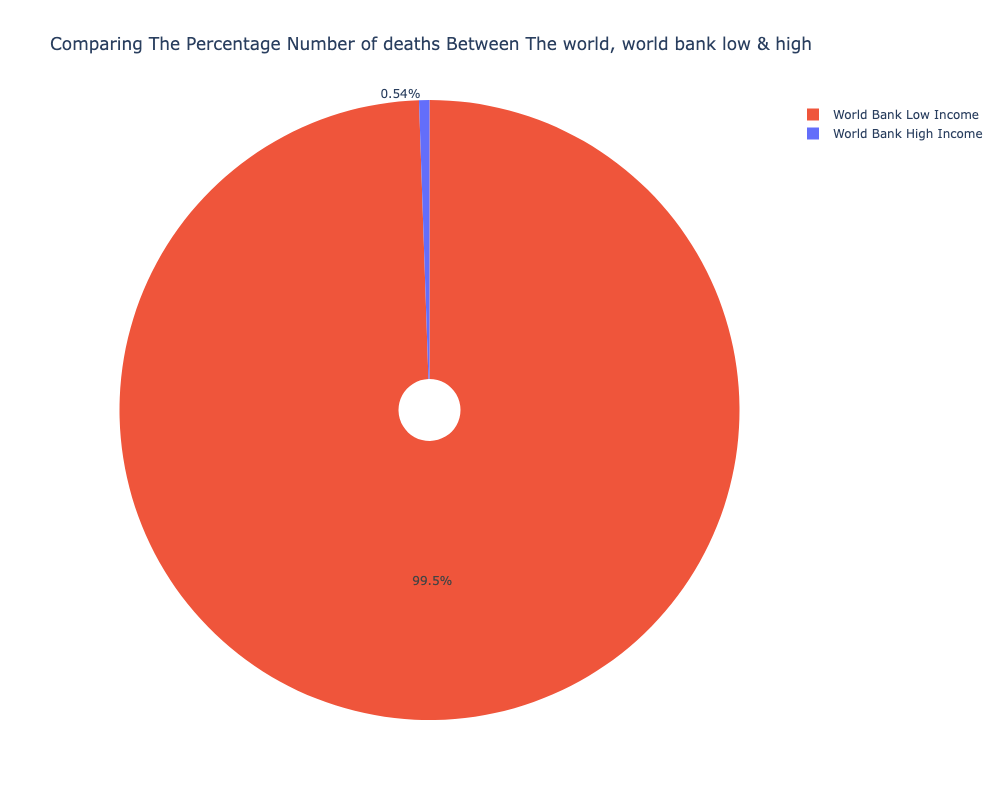 Comparing The Percentage Number of deaths Between The world, world bank low & high
0.54%
World Bank Low Income
World Bank High Income
99.5%